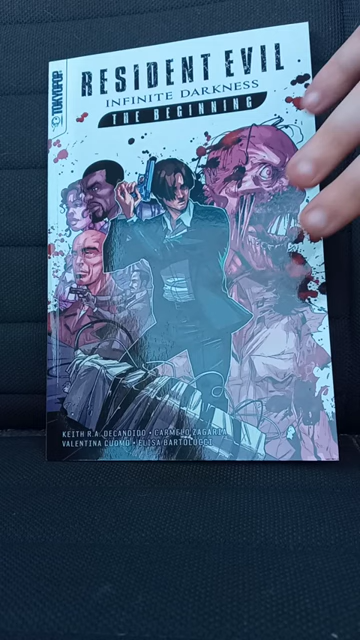 TOKYOPOP
RESIDENT EVIL
INFINITE DARKNESS
THE BEGINNING
KEITH R.A. DECANDIDO • CARMELO ZAGARIA
VALENTINA CUOMO • ELISA BARTOLUCCI